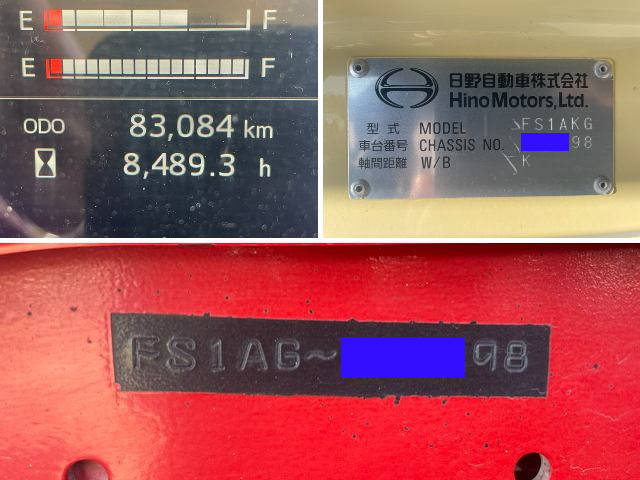 E F
E F
ODO 83,084 km
8,489.3 h
日野自動車株式会社
Hino Motors, Ltd.
型式 MODEL FS1AKG
車台番号 CHASSIS NO. 98
軸間距離 W/B K
FS1AG~ 98